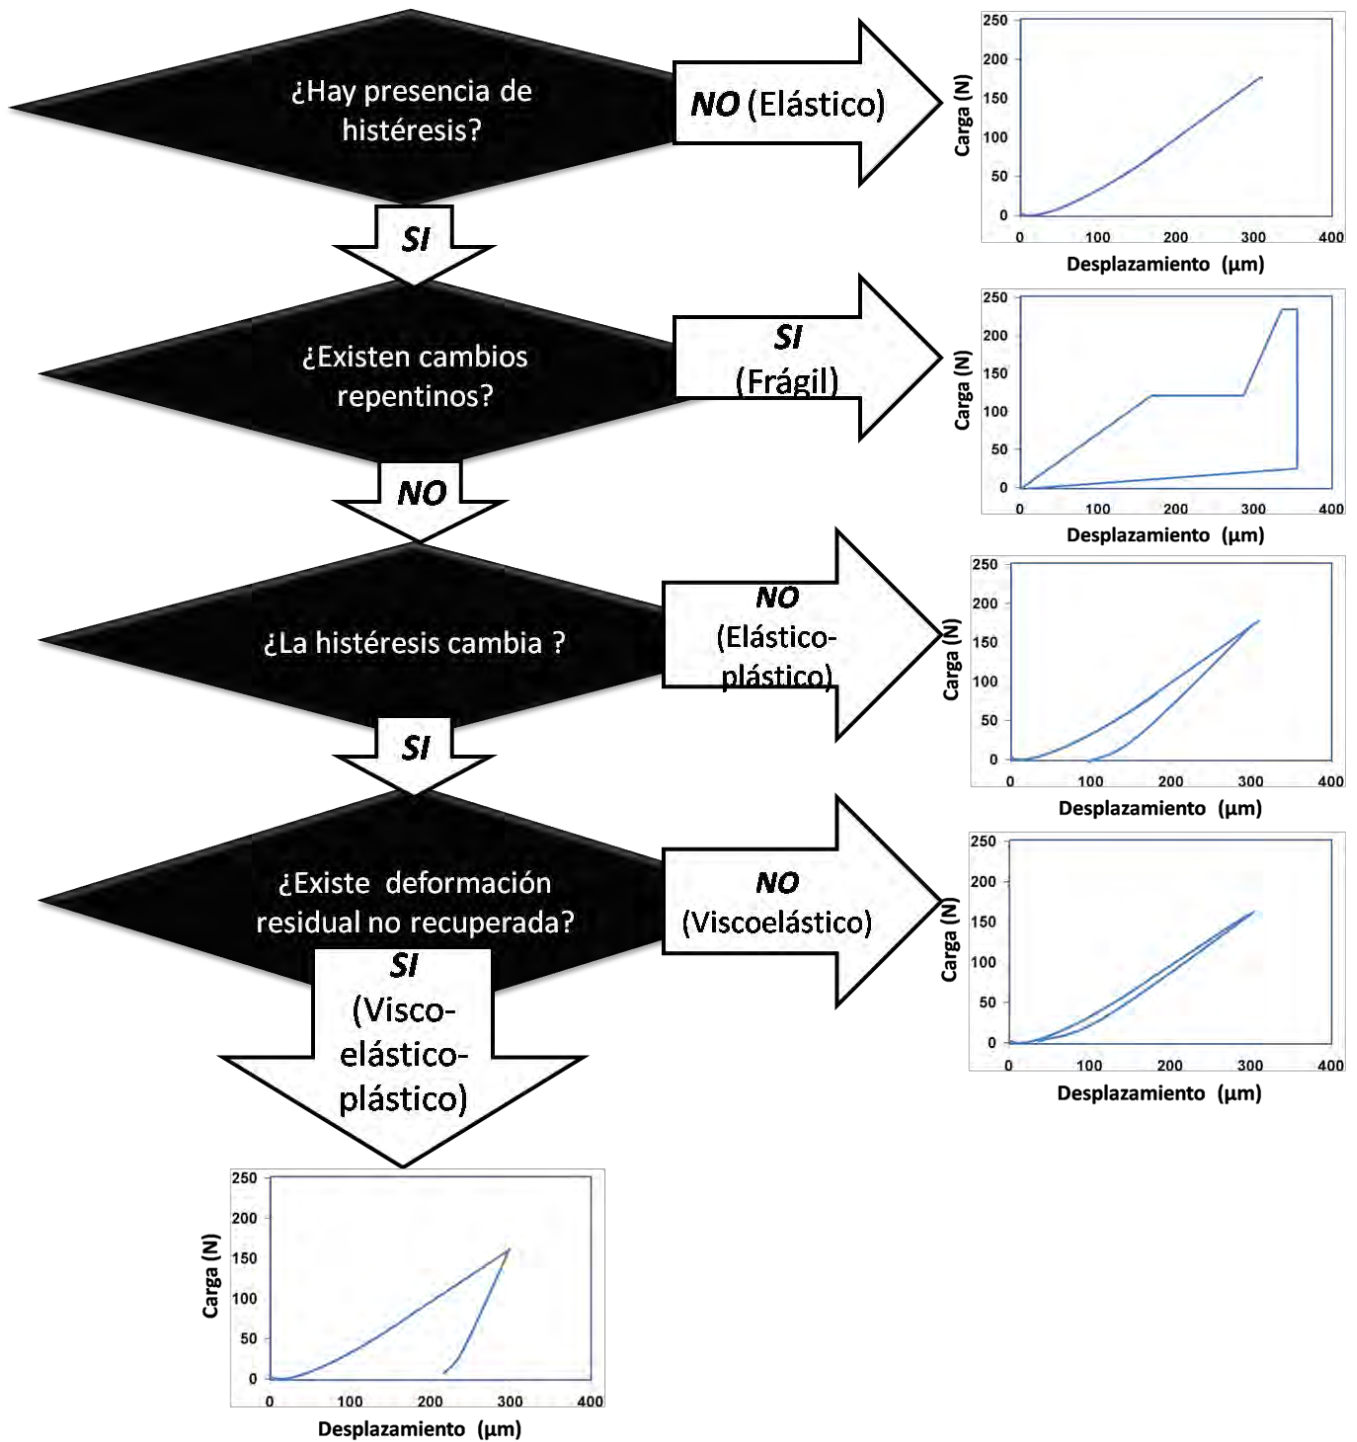 ¿Hay presencia de
histéresis?
NO (Elástico)
250
200
150
100
50
0
Carga (N)
0 100 200 300 400
Desplazamiento (µm)
SI
¿Existen cambios
repentinos?
SI
(Frágil)
250
200
150
100
50
0
Carga (N)
0 100 200 300 400
Desplazamiento (µm)
NO
¿La histéresis cambia ?
NO
(Elástico-
plástico)
250
200
150
100
50
0
Carga (N)
0 100 200 300 400
Desplazamiento (µm)
SI
¿Existe deformación
residual no recuperada?
NO
(Viscoelástico)
250
200
150
100
50
0
Carga (N)
0 100 200 300 400
Desplazamiento (µm)
SI
(Visco-
elástico-
plástico)
250
200
150
100
50
0
Carga (N)
0 100 200 300 400
Desplazamiento (µm)